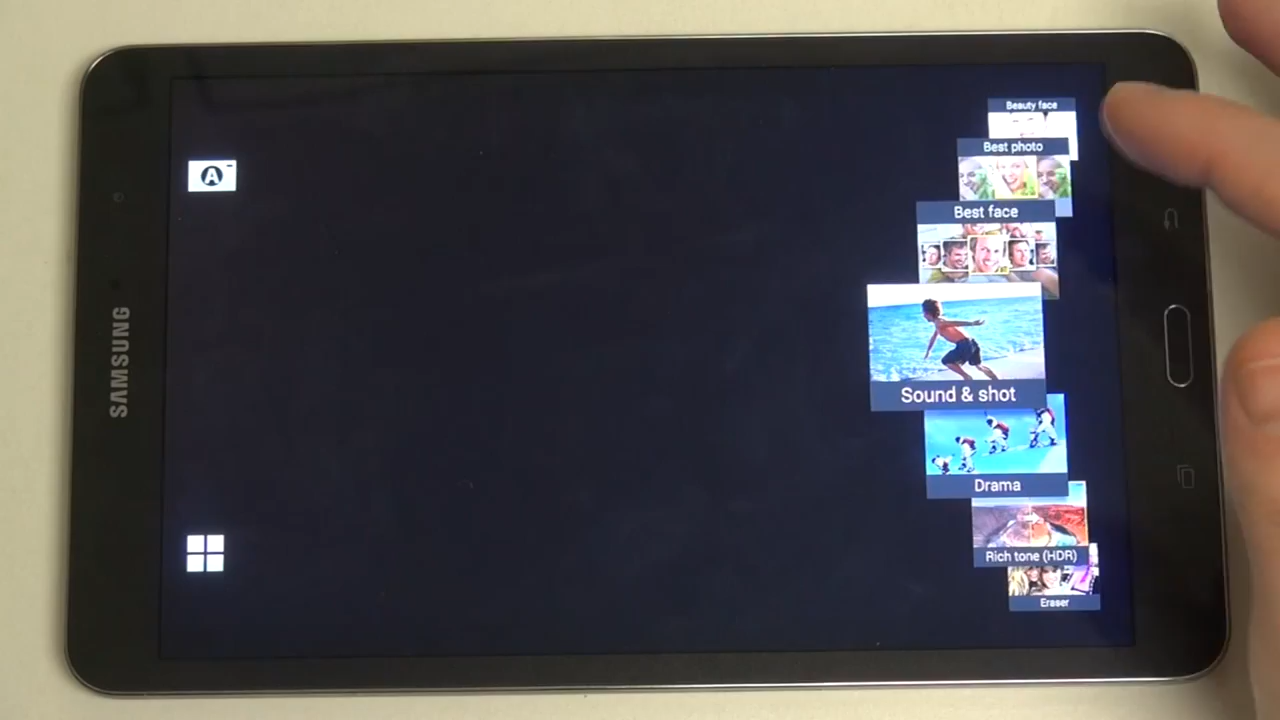 SAMSUNG
A
Beauty face
Best photo
Best face
Sound & shot
Drama
Rich tone (HDR)
Eraser